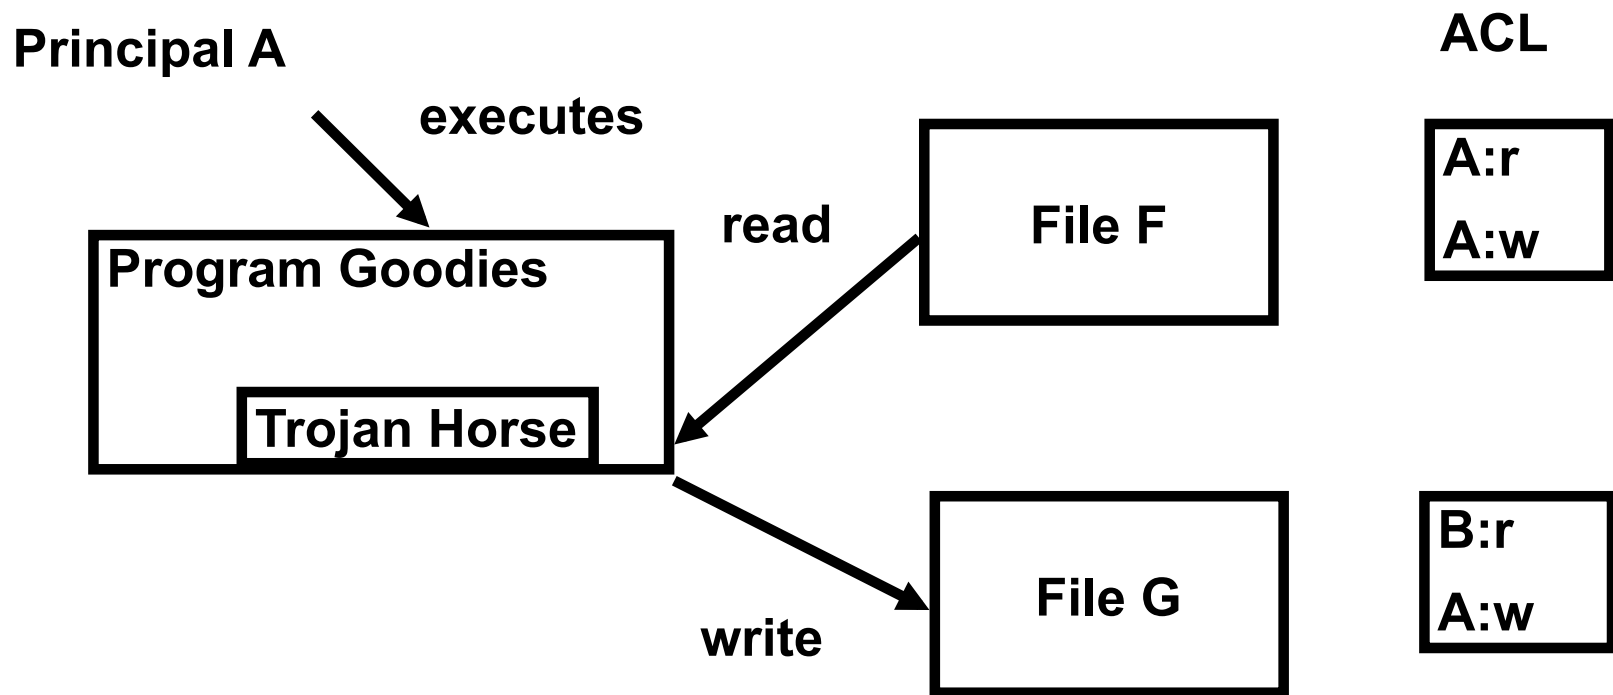 Principal A
executes
ACL
Program Goodies
Trojan Horse
read
File F
A:r
A:w
write
File G
B:r
A:w